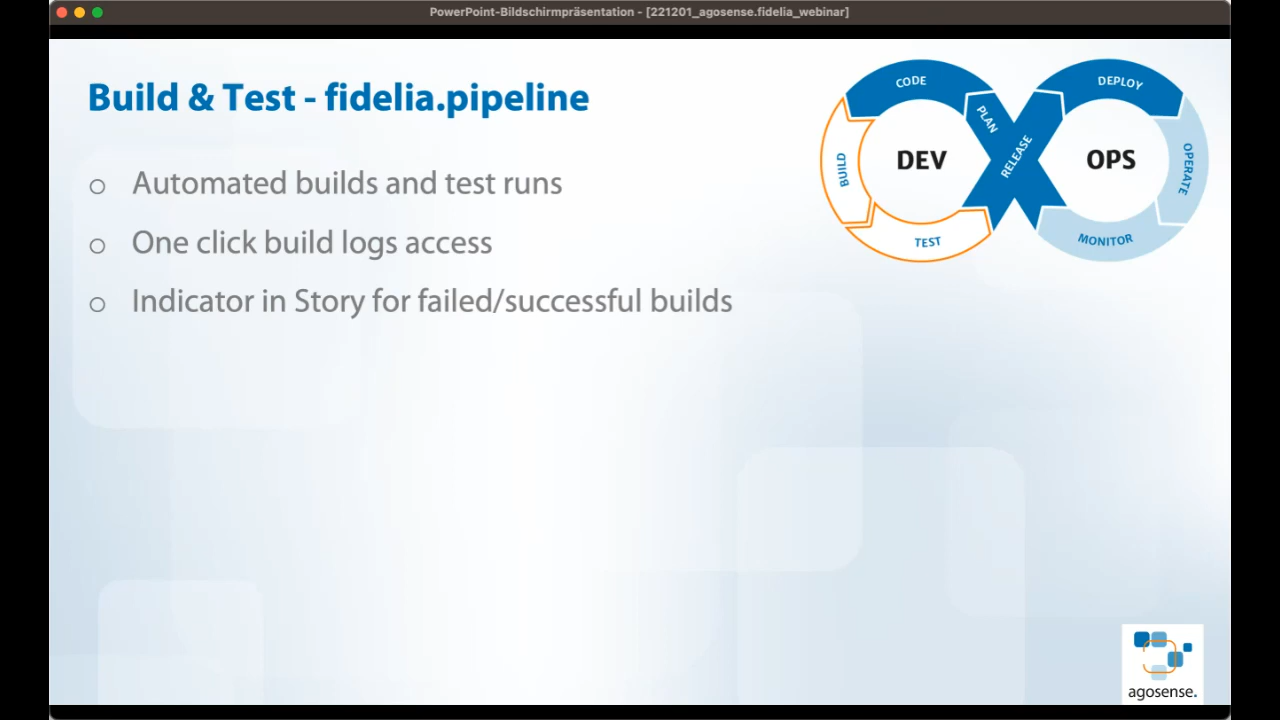 PowerPoint-Bildschirmpräsentation - [221201_agosense.fidelia_webinar]
Build & Test - fidelia.pipeline
Automated builds and test runs
One click build logs access
Indicator in Story for failed/successful builds
CODE
PLAN
BUILD
DEV
TEST
RELEASE
DEPLOY
OPS
OPERATE
MONITOR
agosense.